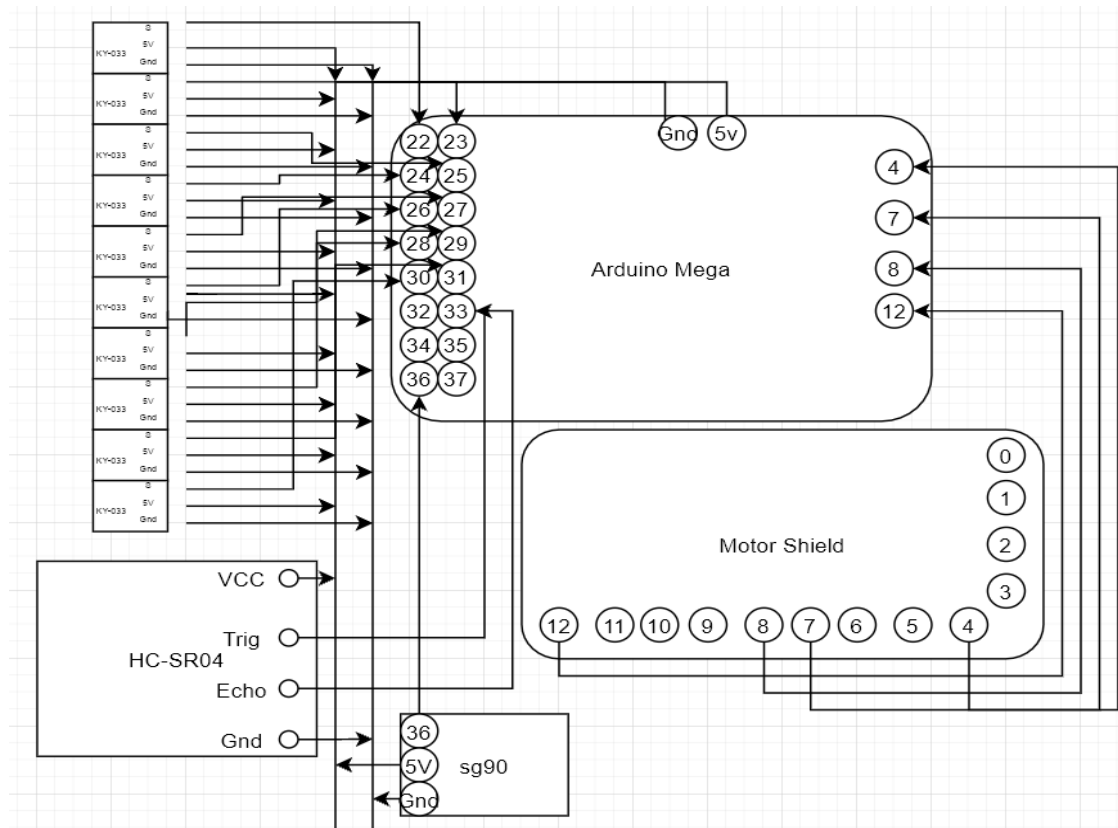 KY-033
5V
Gnd
KY-033
5V
Gnd
KY-033
5V
Gnd
KY-033
5V
Gnd
KY-033
5V
Gnd
KY-033
5V
Gnd
KY-033
5V
Gnd
KY-033
5V
Gnd
KY-033
5V
Gnd
KY-033
5V
Gnd
Gnd 5v
22 23
24 25
26 27
28 29
30 31
32 33
34 35
36 37
Arduino Mega
4
7
8
12
Motor Shield
0
1
2
3
12 11 10 9 8 7 6 5 4
VCC
Trig
HC-SR04
Echo
Gnd
36
5V
Gnd
sg90